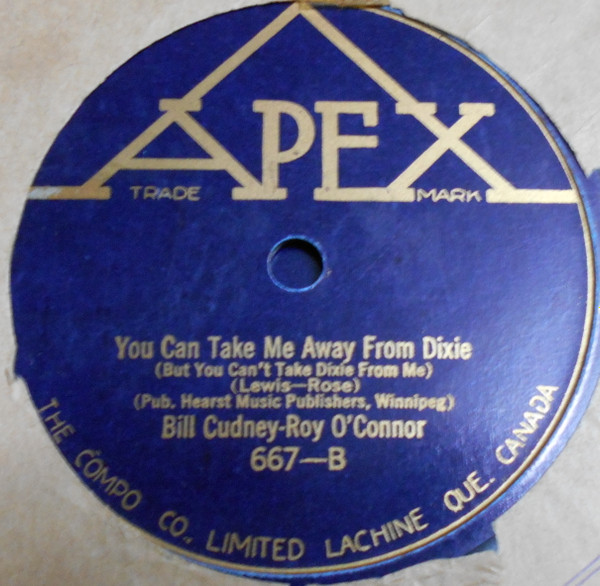 APEX
TRADE MARK
You Can Take Me Away From Dixie
(But You Can't Take Dixie From Me)
(Lewis—Rose)
(Pub. Hearst Music Publishers, Winnipeg)
Bill Cudney-Roy O'Connor
667—B
THE COMPO CO., LIMITED LACHINE QUE. CANADA